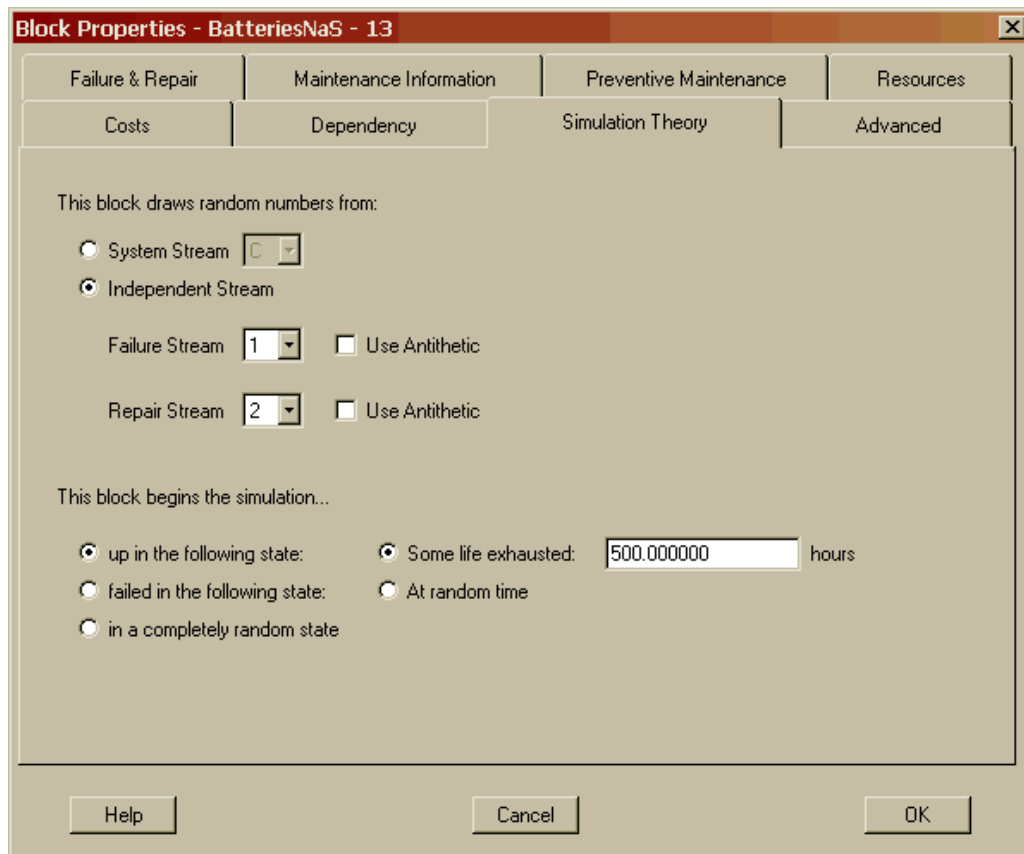 Block Properties - BatteriesNaS - 13
Failure & Repair Maintenance Information Preventive Maintenance Resources
Costs Dependency Simulation Theory Advanced
This block draws random numbers from:
System Stream C
Independent Stream
Failure Stream 1 Use Antithetic
Repair Stream 2 Use Antithetic
This block begins the simulation...
up in the following state: Some life exhausted: 500.000000 hours
failed in the following state: At random time
in a completely random state
Help Cancel OK